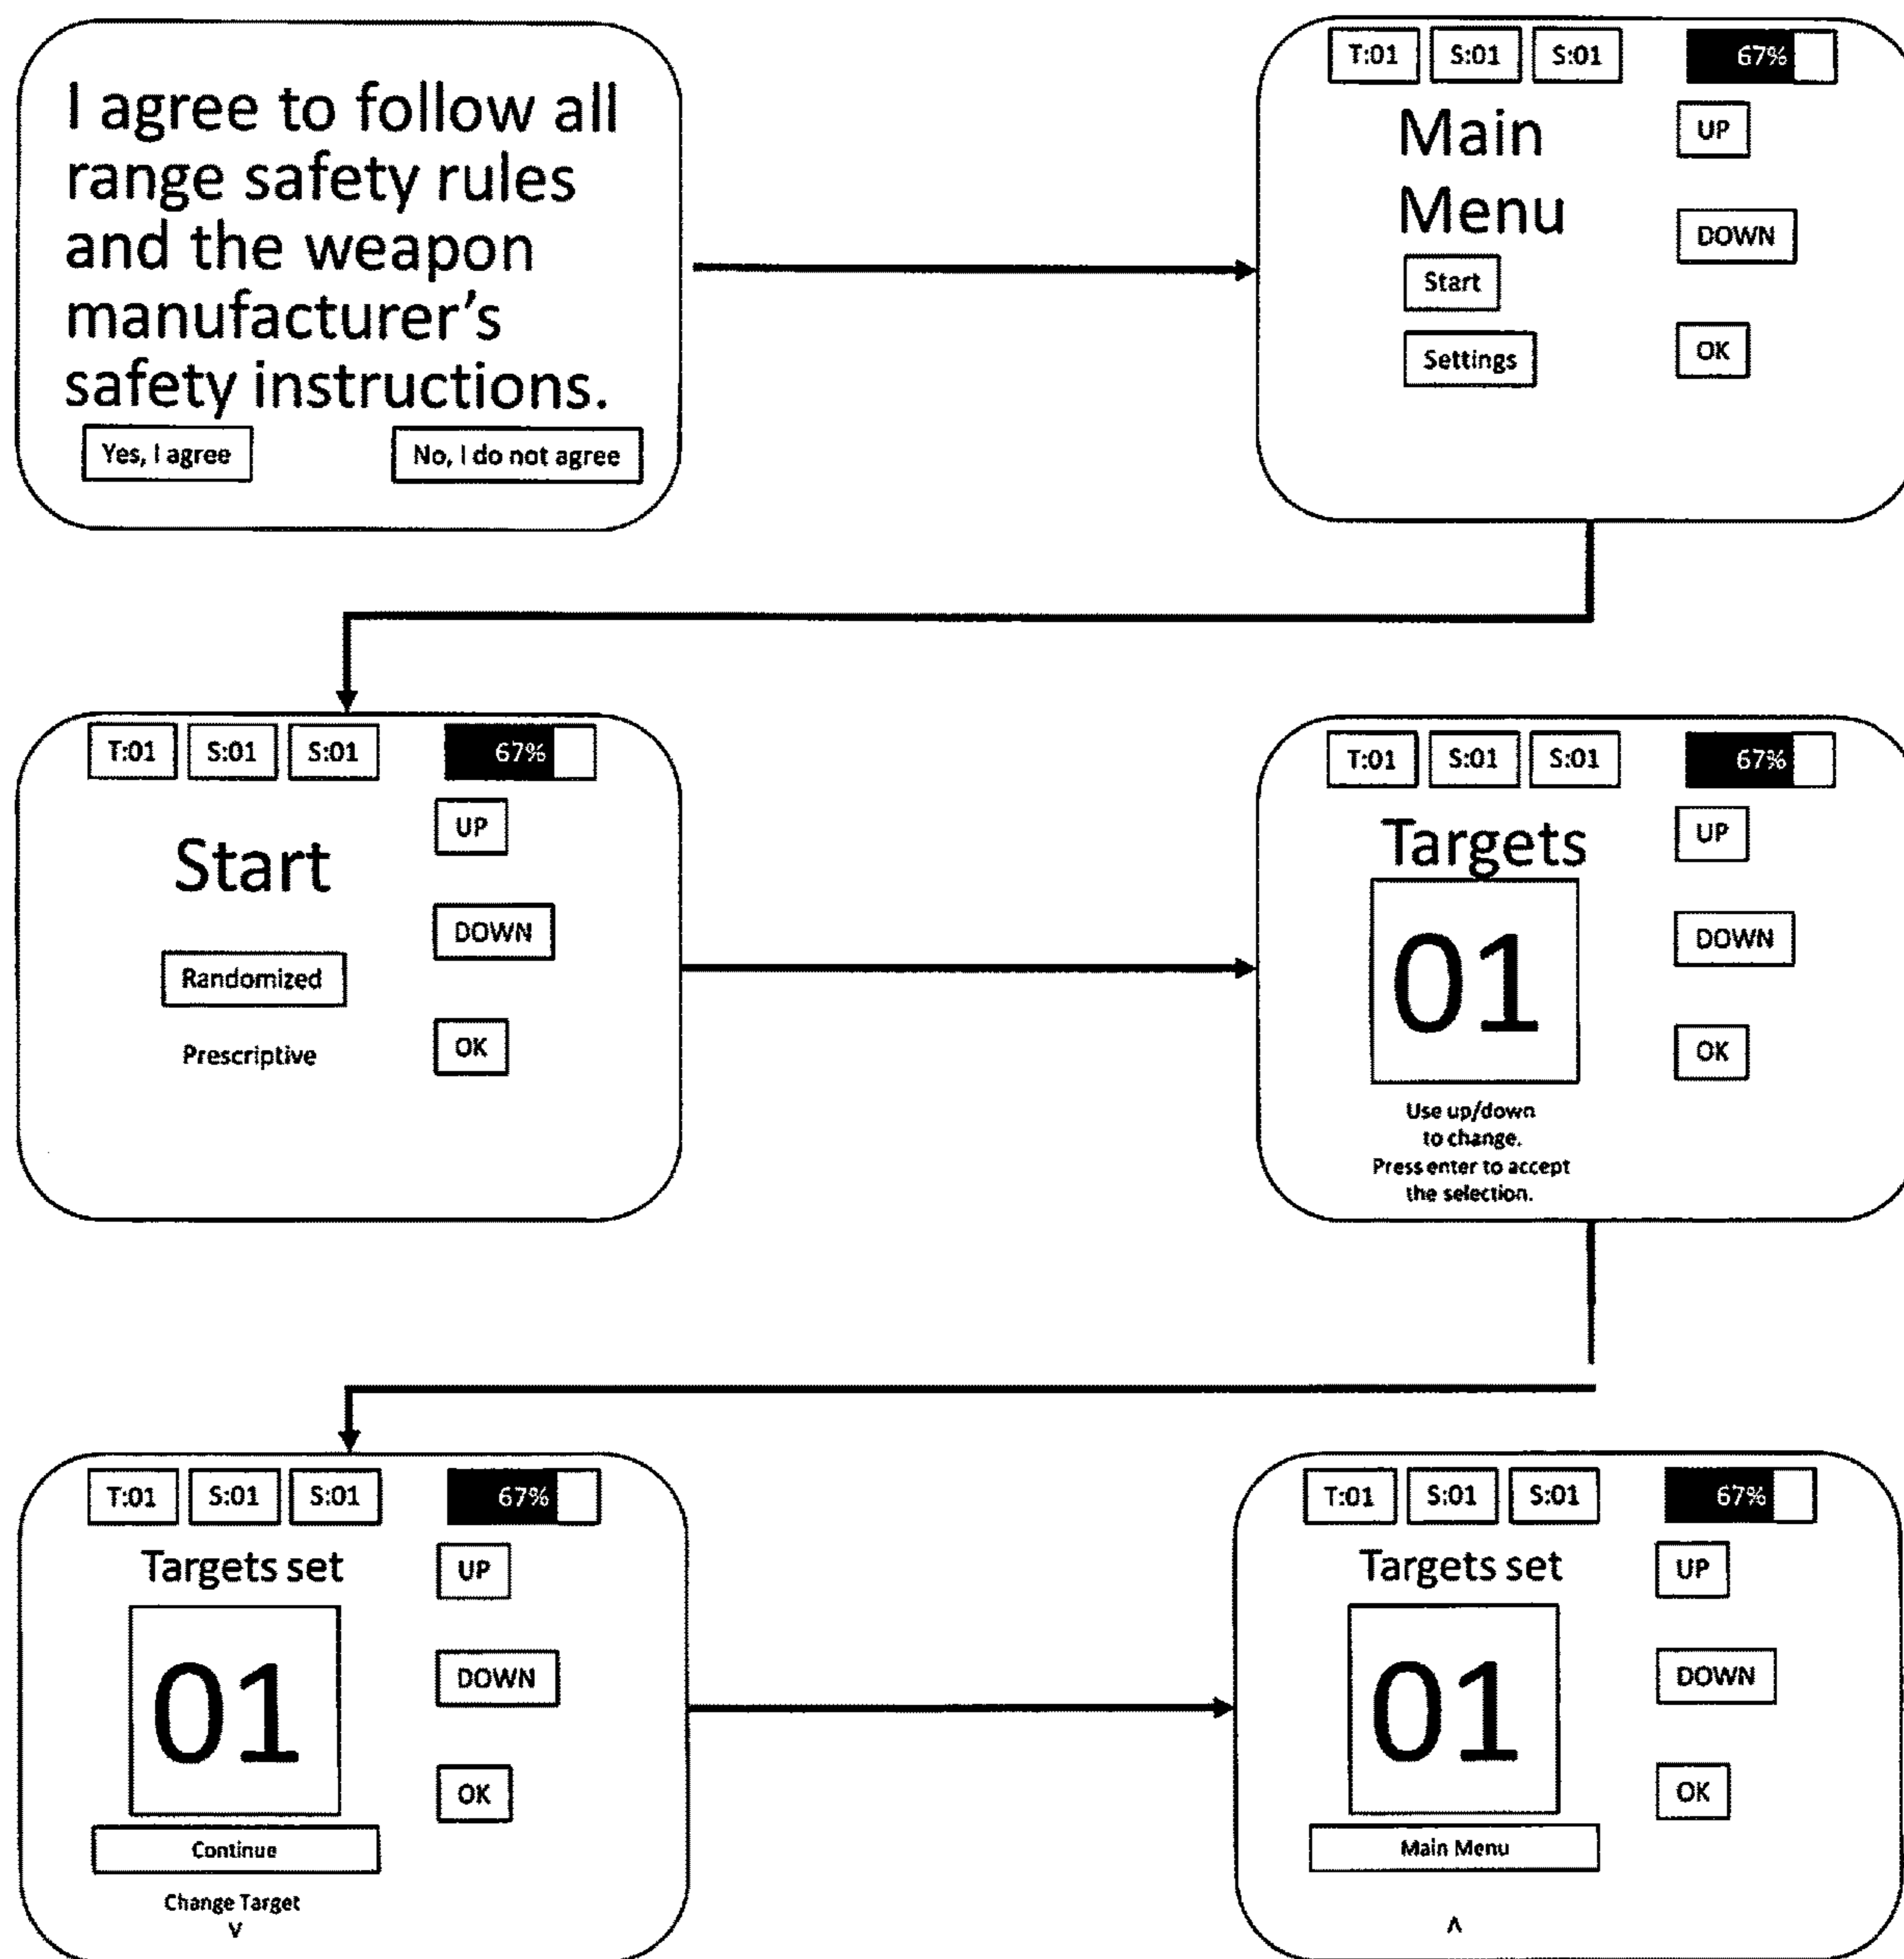 I agree to follow all
range safety rules
and the weapon
manufacturer's
safety instructions.
Yes, I agree
No, I do not agree
T:01 S:01 S:01 67%
Main
Menu
Start
Settings
UP
DOWN
OK
T:01 S:01 S:01 67%
Start
Randomized
Prescriptive
UP
DOWN
OK
T:01 S:01 S:01 67%
Targets
01
Use up/down
to change.
Press enter to accept
the selection.
UP
DOWN
OK
T:01 S:01 S:01 67%
Targets set
01
Continue
Change Target
V
UP
DOWN
OK
T:01 S:01 S:01 67%
Targets set
01
Main Menu
Λ
UP
DOWN
OK